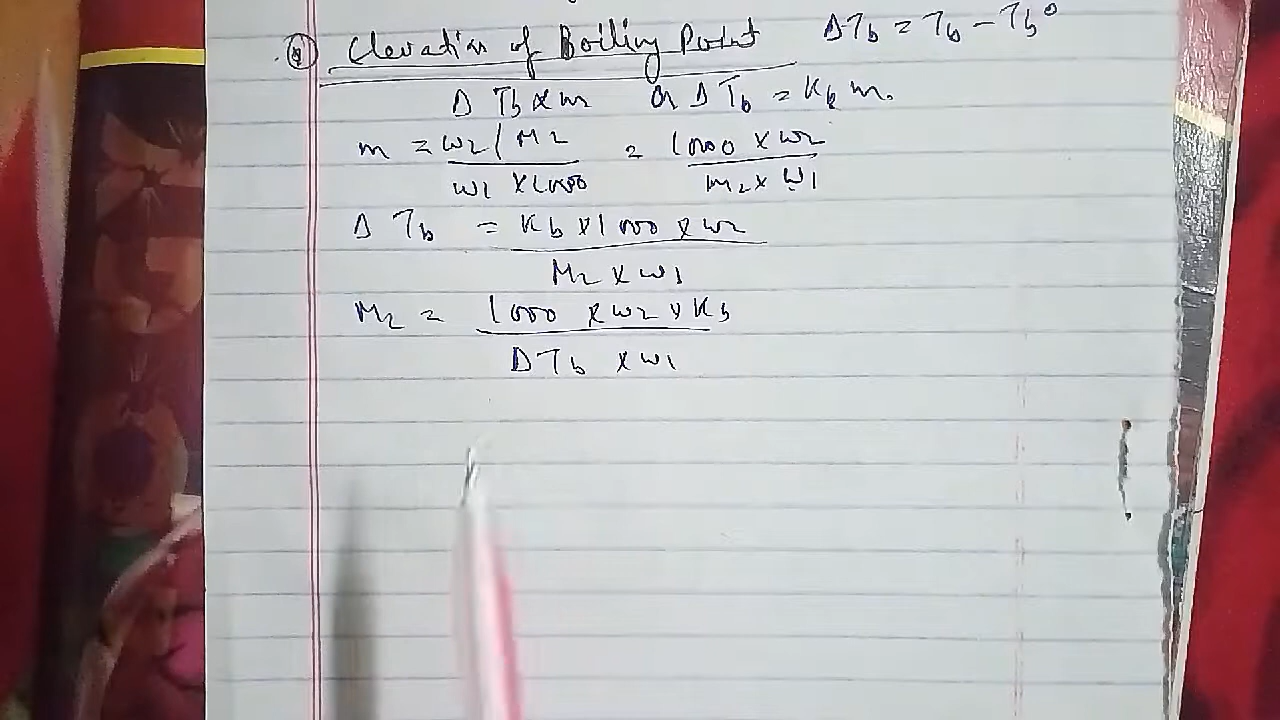 ④ Elevation of Boiling Point ΔTb = Tb − Tb°
ΔTb ∝ m or ΔTb = Kb m.
m = w2/M2 / w1 × 1000 = 1000 × w2 / M2 × w1
ΔTb = Kb × 1000 × w2 / M2 × w1
M2 = 1000 × w2 × Kb / ΔTb × w1